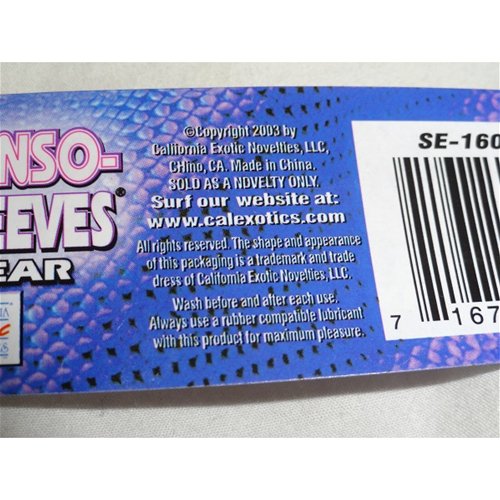 NSO-
EEVES®
EAR
©Copyright 2003 by
California Exotic Novelties, LLC,
CHino, CA. Made in China.
SOLD AS A NOVELTY ONLY.
Surf our website at:
www.calexotics.com
All rights reserved. The shape and appearance
of this packaging is a trademark and trade
dress of California Exotic Novelties, LLC.
Wash before and after each use.
Always use a rubber compatible lubricant
with this product for maximum pleasure.
SE-160
7 167